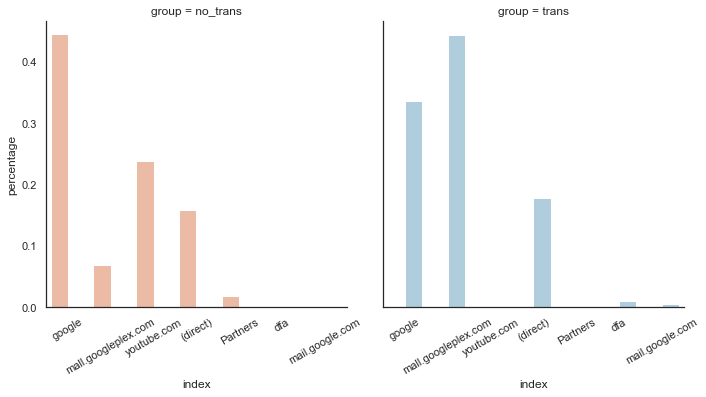 group = no_trans
group = trans
percentage
0.4
0.3
0.2
0.1
0.0
google
mall.googleplex.com
youtube.com
(direct)
Partners
dfa
mail.google.com
index
google
mall.googleplex.com
youtube.com
(direct)
Partners
dfa
mail.google.com
index